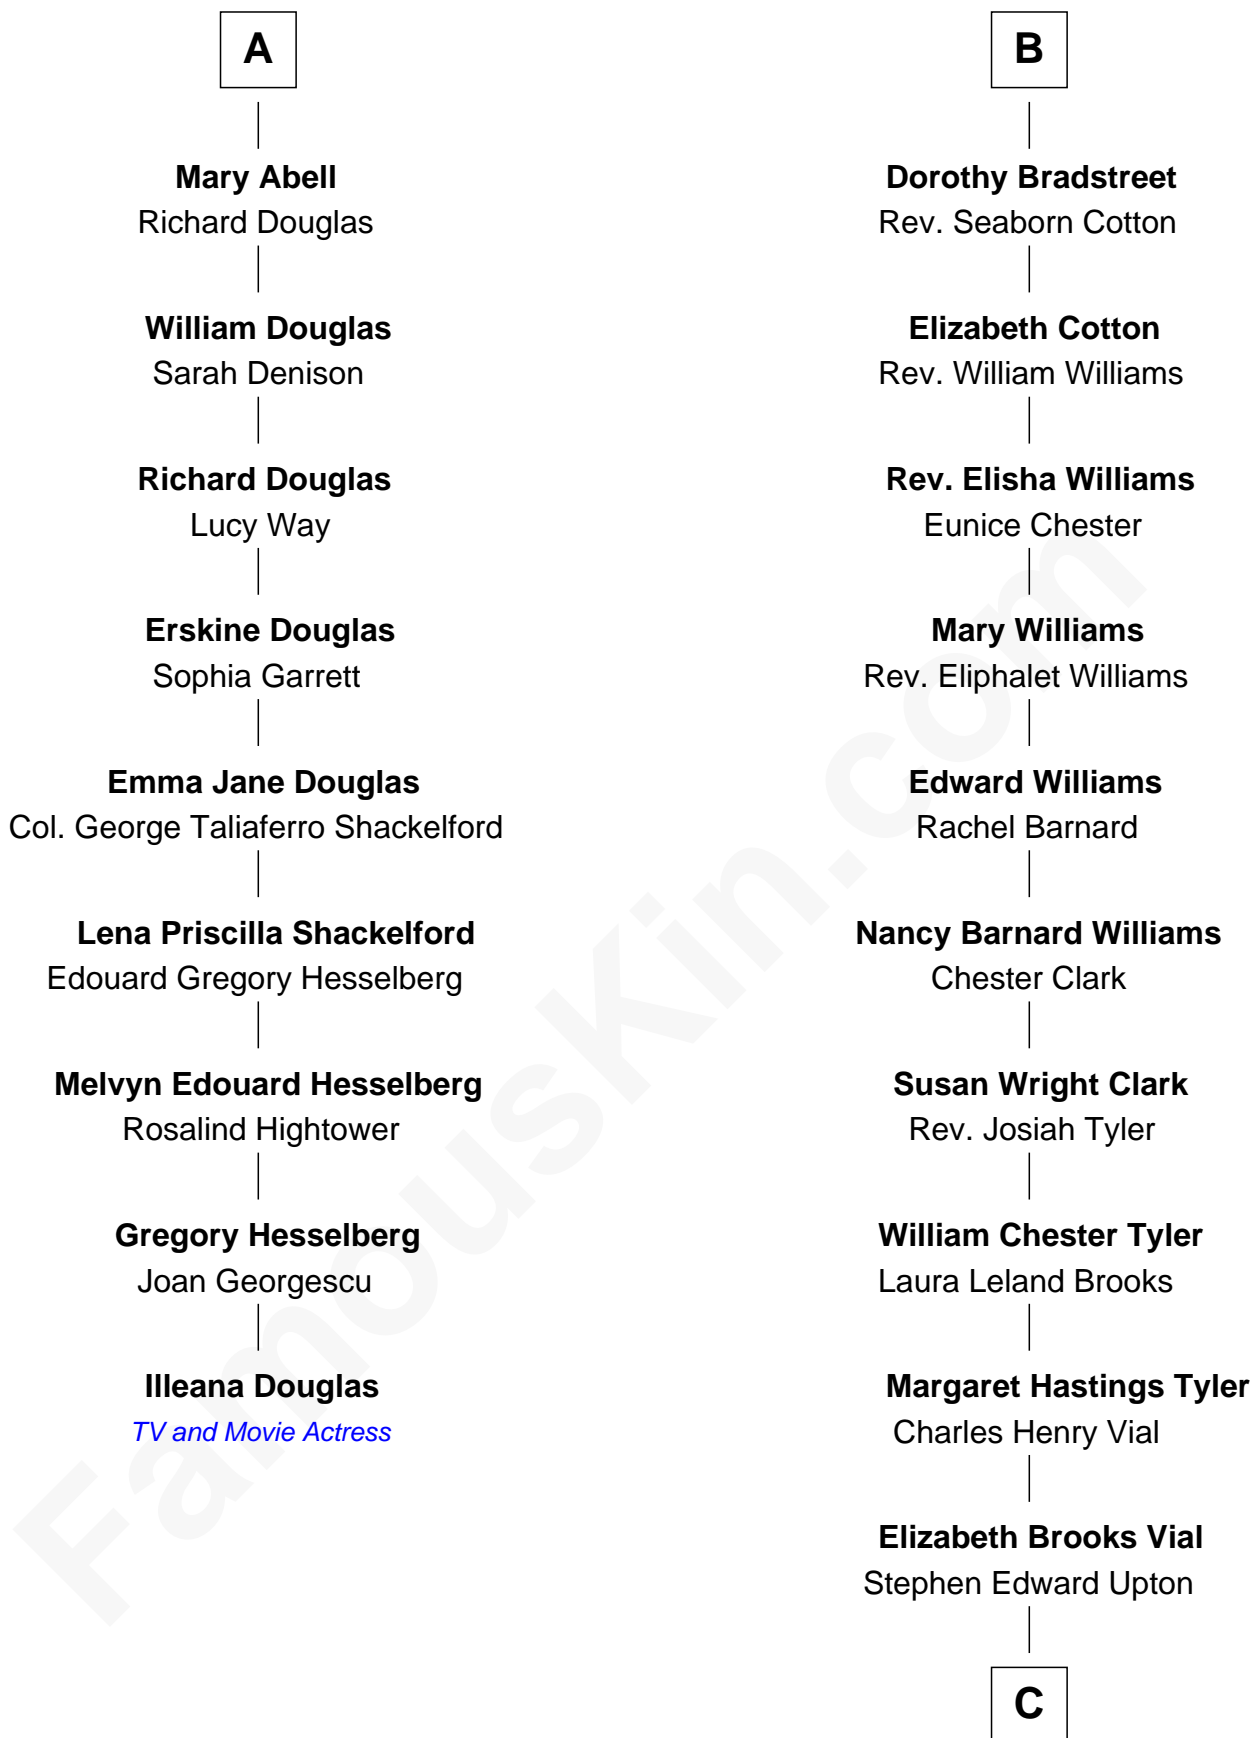 A
Mary Abell
Richard Douglas
William Douglas
Sarah Denison
Richard Douglas
Lucy Way
Erskine Douglas
Sophia Garrett
Emma Jane Douglas
Col. George Taliaferro Shackelford
Lena Priscilla Shackelford
Edouard Gregory Hesselberg
Melvyn Edouard Hesselberg
Rosalind Hightower
Gregory Hesselberg
Joan Georgescu
Illeana Douglas
TV and Movie Actress
B
Dorothy Bradstreet
Rev. Seaborn Cotton
Elizabeth Cotton
Rev. William Williams
Rev. Elisha Williams
Eunice Chester
Mary Williams
Rev. Eliphalet Williams
Edward Williams
Rachel Barnard
Nancy Barnard Williams
Chester Clark
Susan Wright Clark
Rev. Josiah Tyler
William Chester Tyler
Laura Leland Brooks
Margaret Hastings Tyler
Charles Henry Vial
Elizabeth Brooks Vial
Stephen Edward Upton
C
FamousKin.com